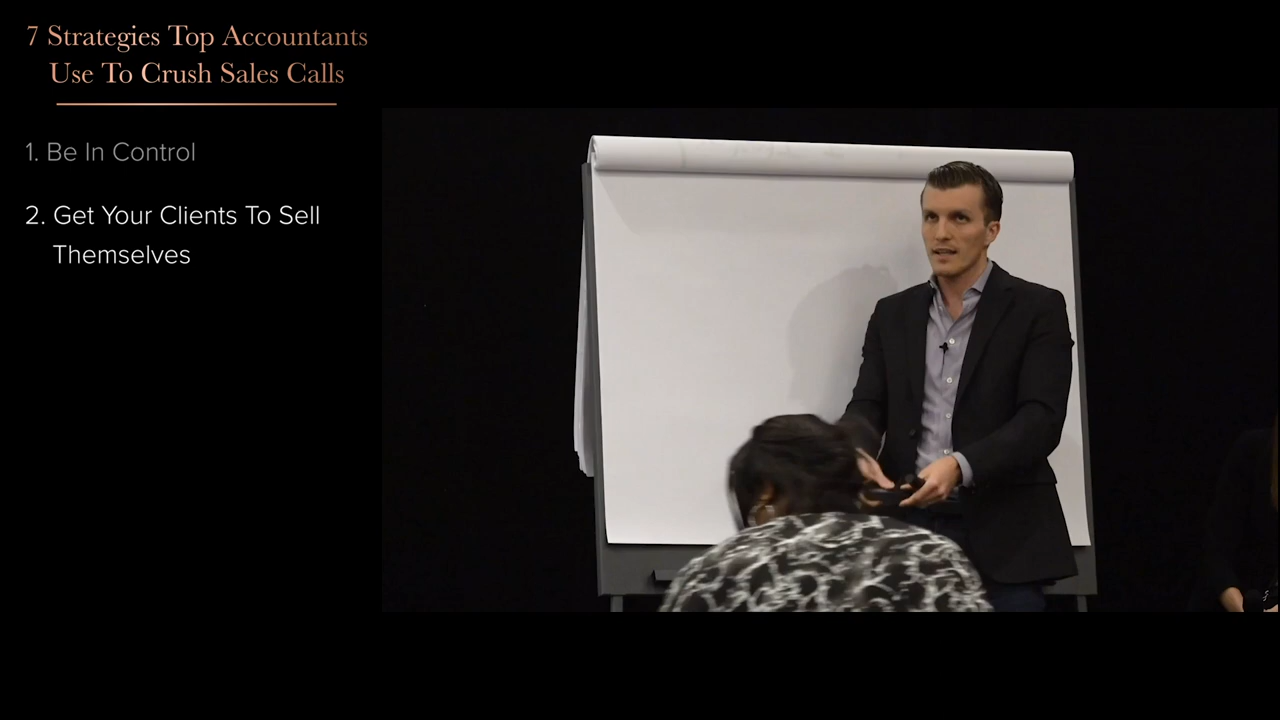 7 Strategies Top Accountants
Use To Crush Sales Calls
1. Be In Control
2. Get Your Clients To Sell
Themselves